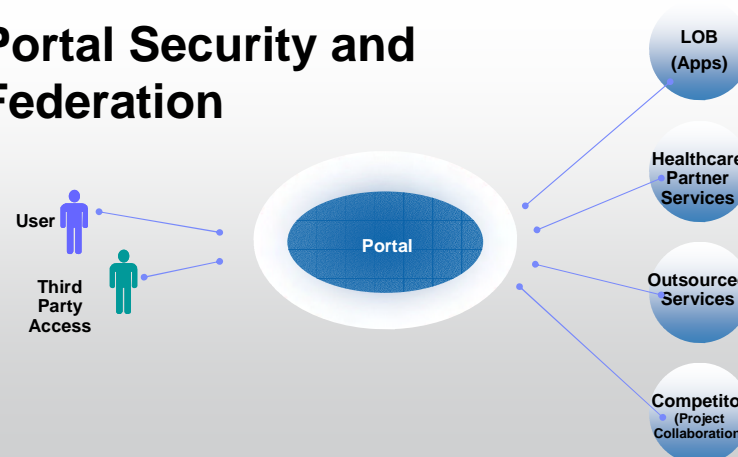 Portal Security and
Federation
LOB
(Apps)
Healthcare
Partner
Services
User
Portal
Third
Party
Access
Outsource
Services
Competito
(Project
Collaboration